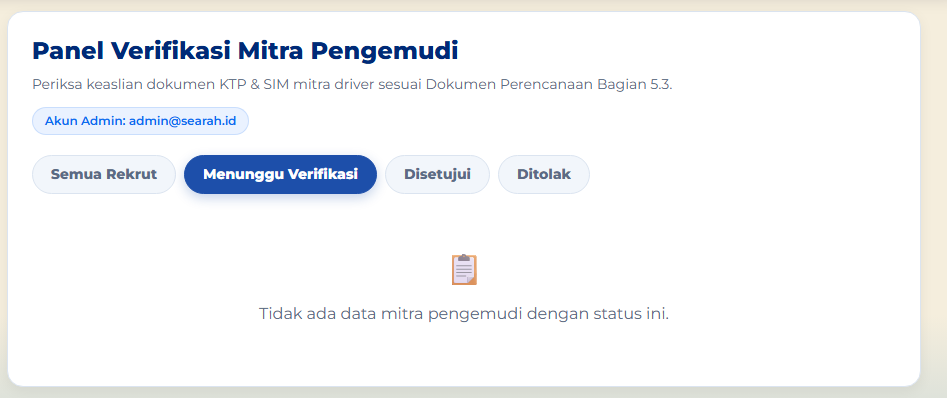 Panel Verifikasi Mitra Pengemudi
Periksa keaslian dokumen KTP & SIM mitra driver sesuai Dokumen Perencanaan Bagian 5.3.
Akun Admin: admin@searah.id
Semua Rekrut
Menunggu Verifikasi
Disetujui
Ditolak
Tidak ada data mitra pengemudi dengan status ini.